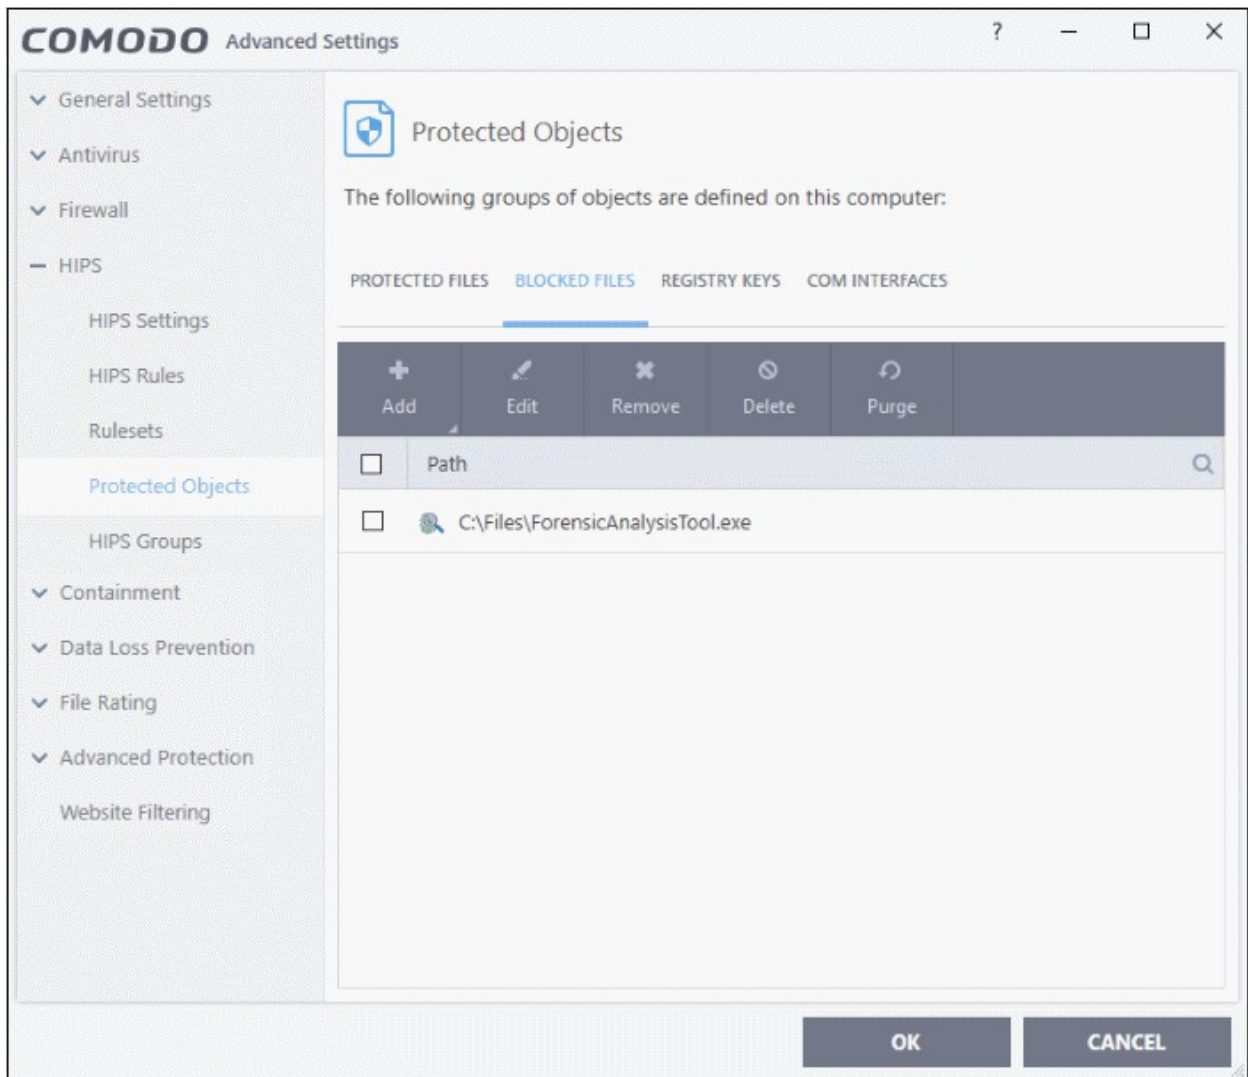 COMODO Advanced Settings ?
General Settings
Antivirus
Firewall
HIPS
HIPS Settings
HIPS Rules
Rulesets
Protected Objects
HIPS Groups
Containment
Data Loss Prevention
File Rating
Advanced Protection
Website Filtering
Protected Objects
The following groups of objects are defined on this computer:
PROTECTED FILES BLOCKED FILES REGISTRY KEYS COM INTERFACES
Add Edit Remove Delete Purge
Path
C:\Files\ForensicAnalysisTool.exe
OK CANCEL